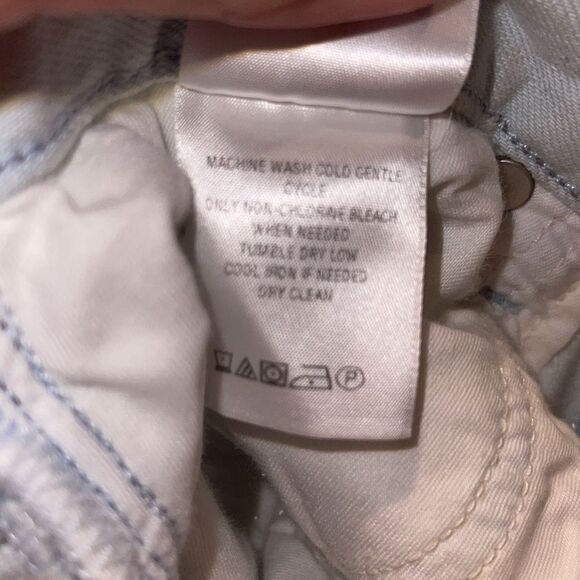 MACHINE WASH COLD GENTLE
CYCLE
ONLY NON-CHLORINE BLEACH
WHEN NEEDED
TUMBLE DRY LOW
COOL IRON IF NEEDED
DRY CLEAN
P